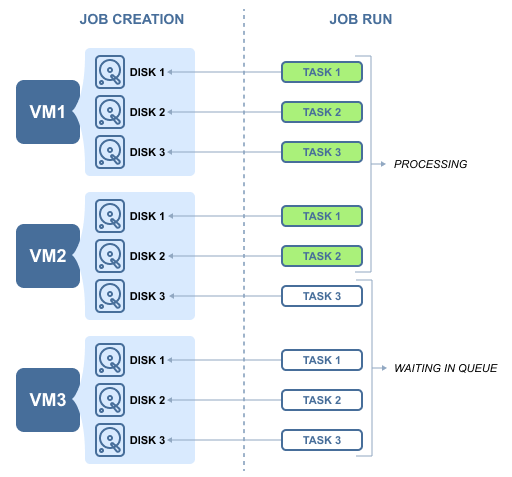 JOB CREATION
JOB RUN
VM1
DISK 1
TASK 1
DISK 2
TASK 2
DISK 3
TASK 3
PROCESSING
VM2
DISK 1
TASK 1
DISK 2
TASK 2
DISK 3
TASK 3
WAITING IN QUEUE
VM3
DISK 1
TASK 1
DISK 2
TASK 2
DISK 3
TASK 3